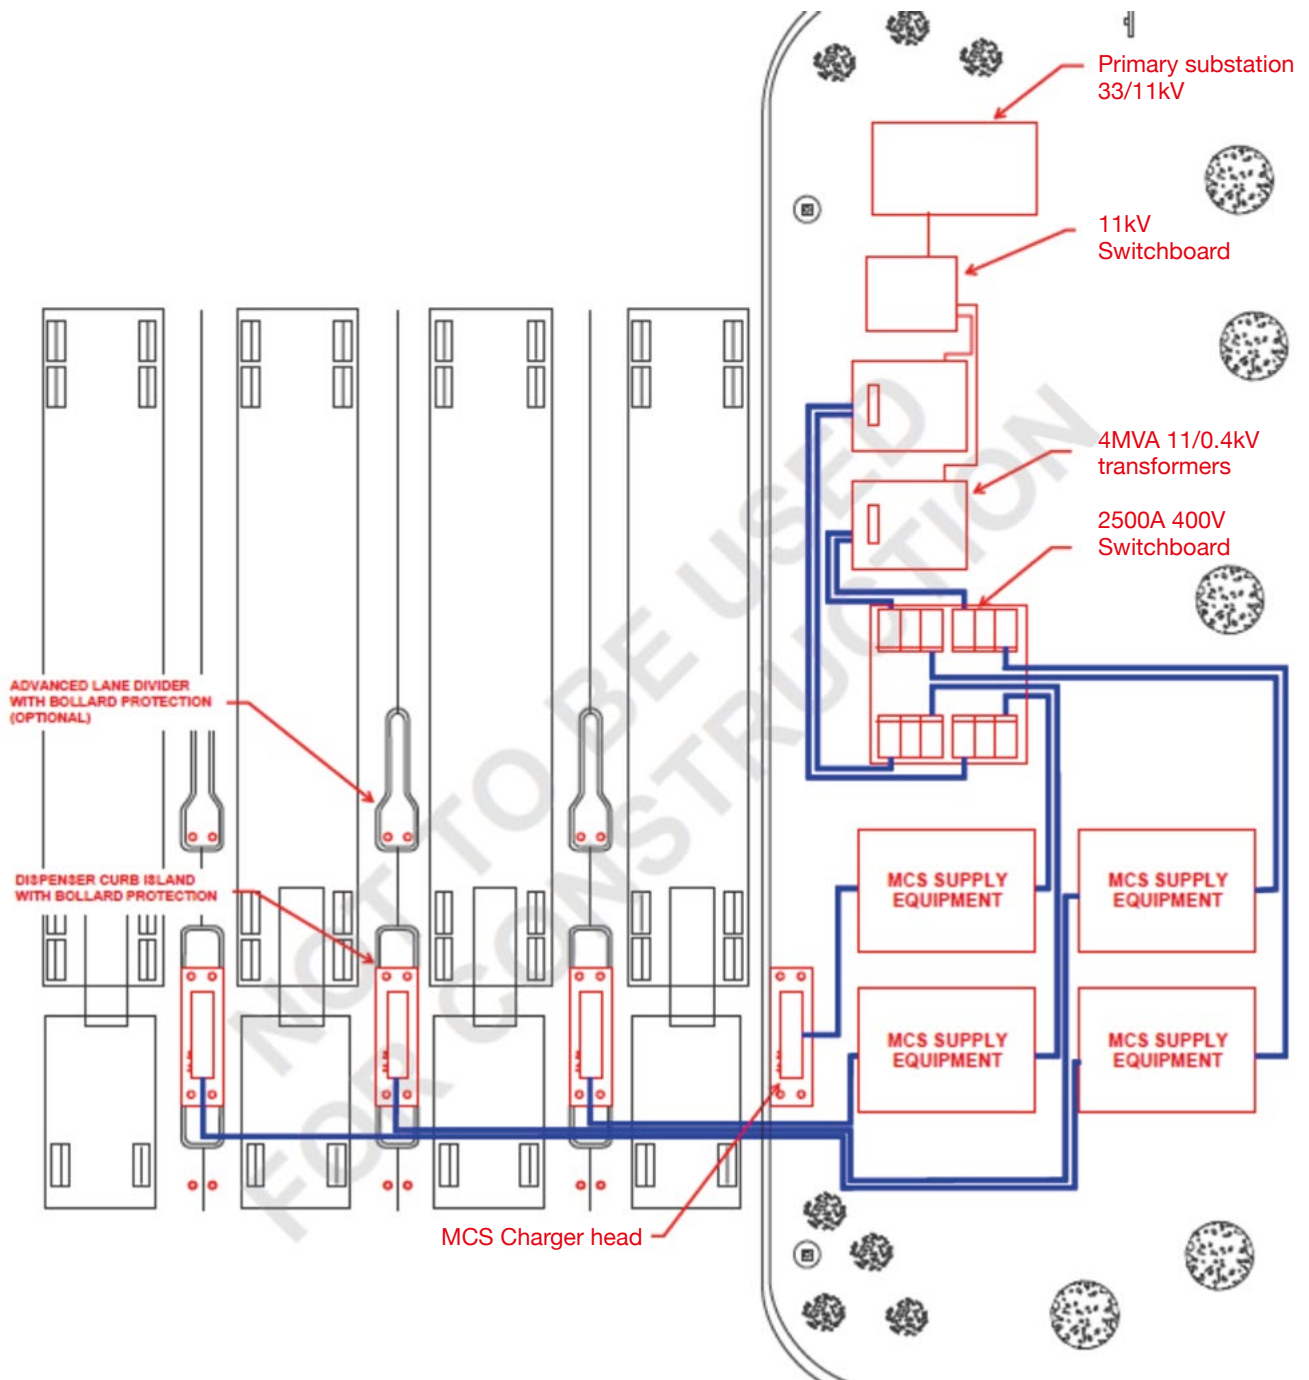 Primary substation
33/11kV
11kV
Switchboard
4MVA 11/0.4kV
transformers
2500A 400V
Switchboard
ADVANCED LANE DIVIDER
WITH BOLLARD PROTECTION
(OPTIONAL)
DISPENSER CURB ISLAND
WITH BOLLARD PROTECTION
MCS SUPPLY
EQUIPMENT
MCS SUPPLY
EQUIPMENT
MCS SUPPLY
EQUIPMENT
MCS SUPPLY
EQUIPMENT
MCS Charger head
NOT TO BE USED
FOR CONSTRUCTION